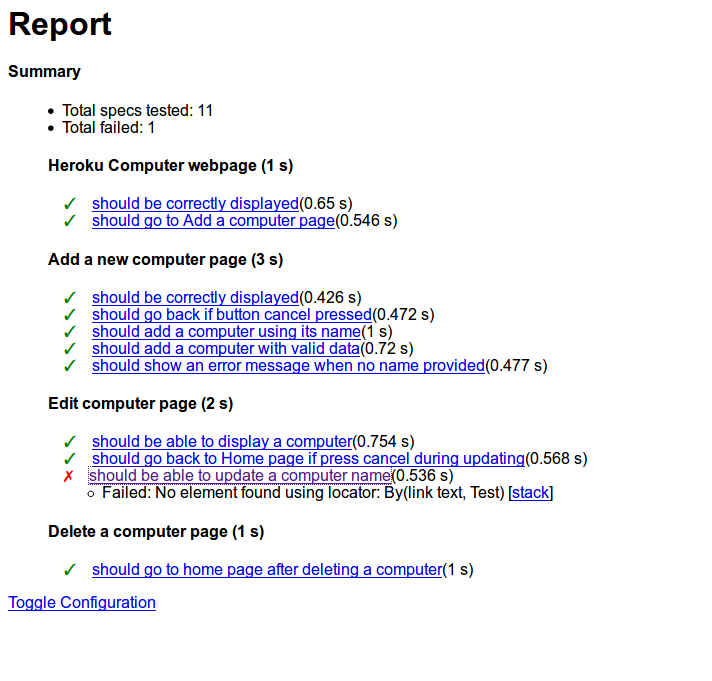 Report
Summary
• Total specs tested: 11
• Total failed: 1
Heroku Computer webpage (1 s)
✓ should be correctly displayed(0.65 s)
✓ should go to Add a computer page(0.546 s)
Add a new computer page (3 s)
✓ should be correctly displayed(0.426 s)
✓ should go back if button cancel pressed(0.472 s)
✓ should add a computer using its name(1 s)
✓ should add a computer with valid data(0.72 s)
✓ should show an error message when no name provided(0.477 s)
Edit computer page (2 s)
✓ should be able to display a computer(0.754 s)
✓ should go back to Home page if press cancel during updating(0.568 s)
✗ should be able to update a computer name(0.536 s)
○ Failed: No element found using locator: By(link text, Test) [stack]
Delete a computer page (1 s)
✓ should go to home page after deleting a computer(1 s)
Toggle Configuration